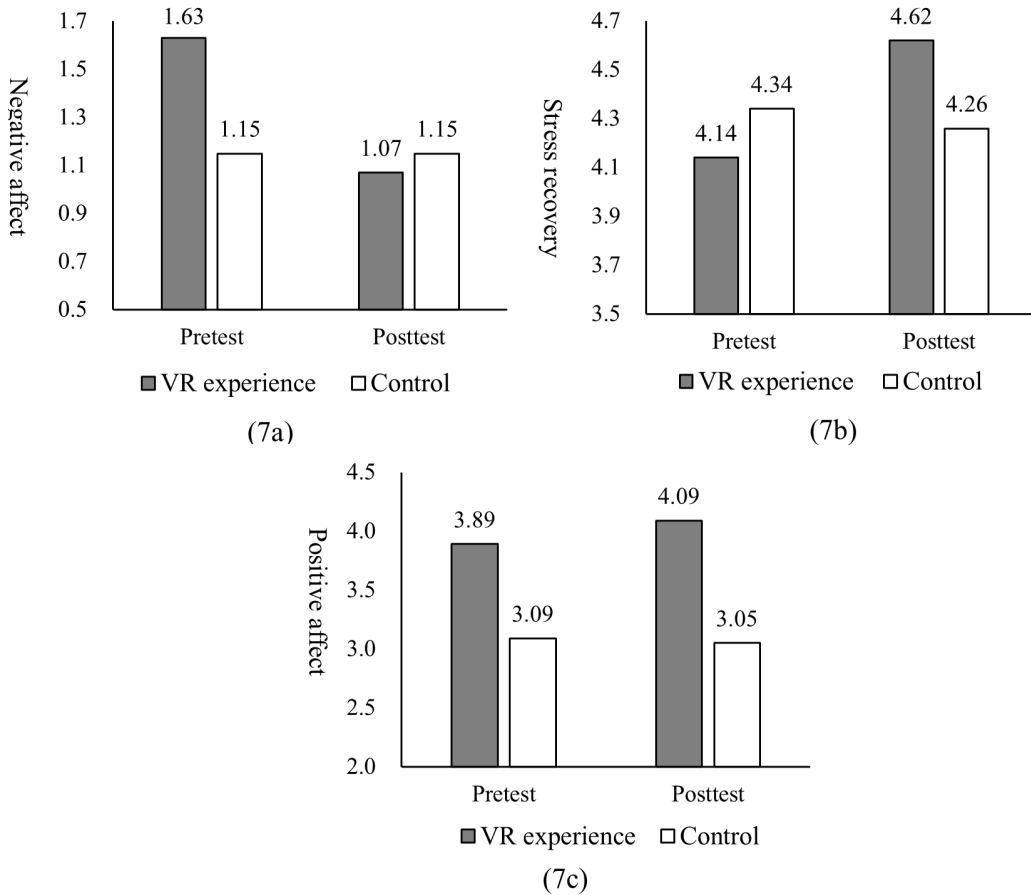 Negative affect
1.7
1.5
1.3
1.1
0.9
0.7
0.5
1.63
1.15
1.07
1.15
Pretest Posttest
VR experience Control
(7a)
Stress recovery
4.7
4.5
4.3
4.1
3.9
3.7
3.5
4.14
4.34
4.62
4.26
Pretest Posttest
VR experience Control
(7b)
Positive affect
4.5
4.0
3.5
3.0
2.5
2.0
3.89
3.09
4.09
3.05
Pretest Posttest
VR experience Control
(7c)